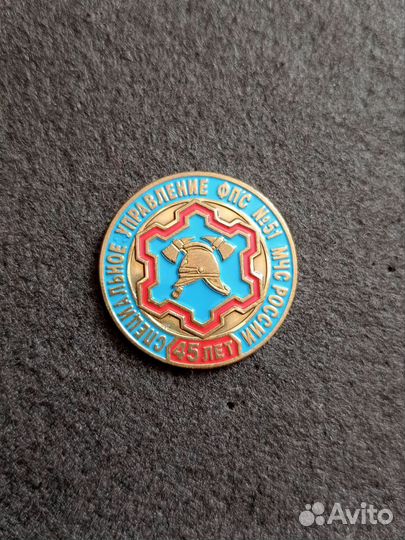 СПЕЦИАЛЬНОЕ УПРАВЛЕНИЕ ФПС №51 МЧС РОССИИ
45 ЛЕТ
Avito